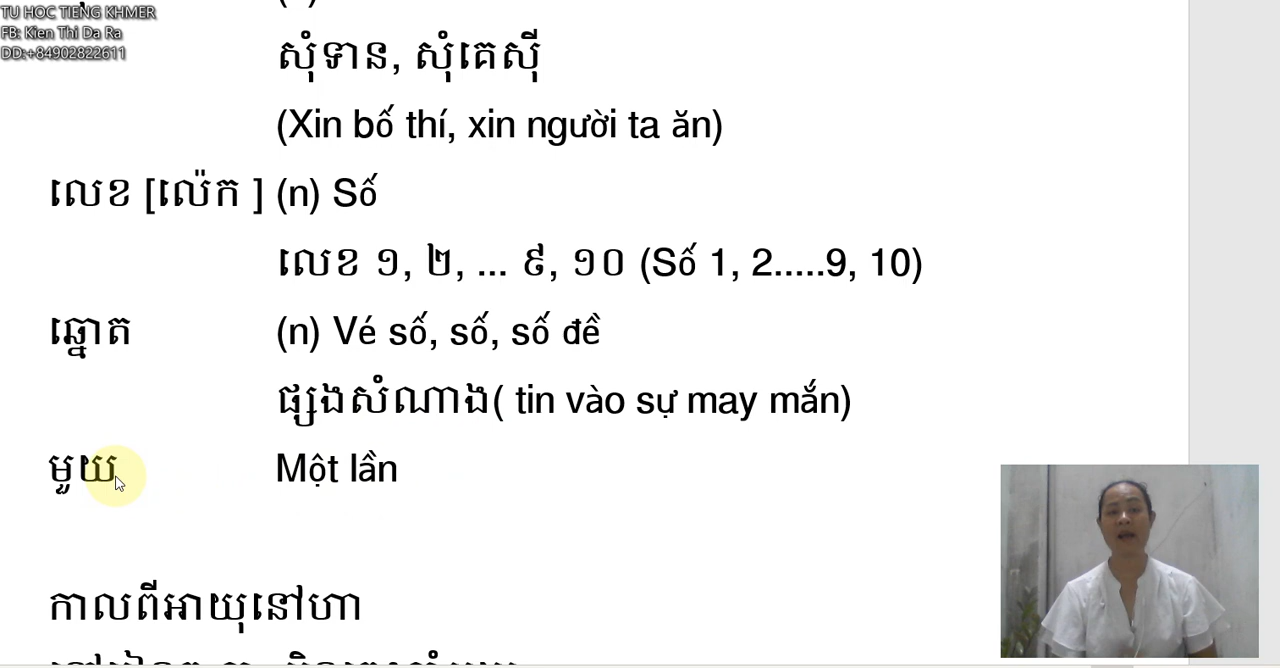 TU HOC TIENG KHMER
FB: Kien Thi Da Ra
DD:+84902822611
សុំទាន, សុំគេស៊ី
(Xin bố thí, xin người ta ăn)
លេខ [ល៉េក ] (n) Số
លេខ ១, ២, ... ៩, ១០ (Số 1, 2.....9, 10)
ឆ្នោត (n) Vé số, số, số đề
ផ្សងសំណាង( tin vào sự may mắn)
មួយ Một lần
កាលពីអាយុនៅហា